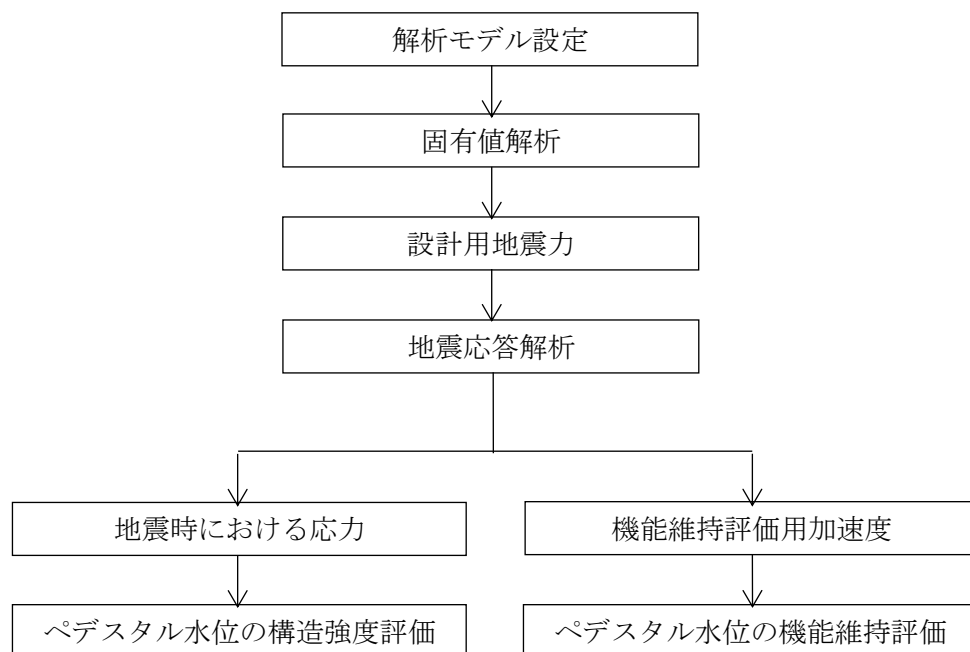 解析モデル設定
固有値解析
設計用地震力
地震応答解析
地震時における応力
機能維持評価用加速度
ペデスタル水位の構造強度評価
ペデスタル水位の機能維持評価